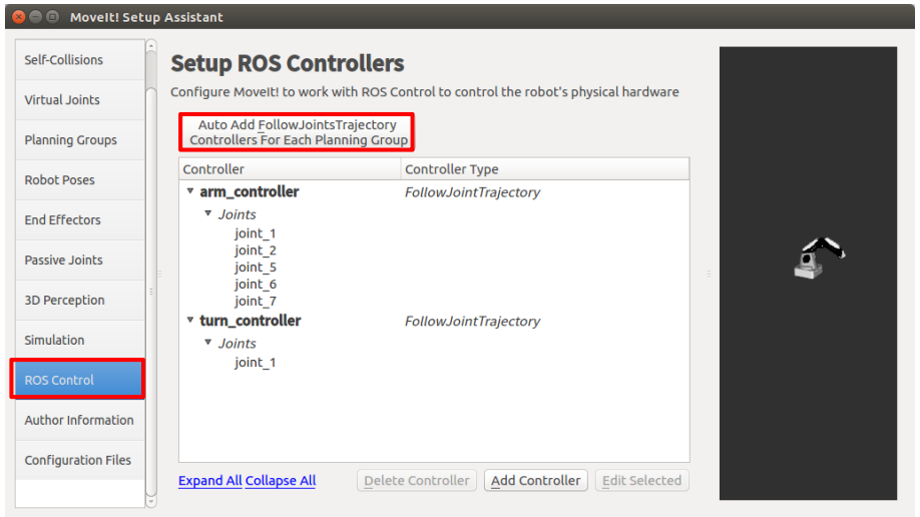 MoveIt! Setup Assistant
Self-Collisions
Virtual Joints
Planning Groups
Robot Poses
End Effectors
Passive Joints
3D Perception
Simulation
ROS Control
Author Information
Configuration Files
Setup ROS Controllers
Configure MoveIt! to work with ROS Control to control the robot's physical hardware
Auto Add FollowJointsTrajectory
Controllers For Each Planning Group
Controller Controller Type
arm_controller FollowJointTrajectory
Joints
joint_1
joint_2
joint_5
joint_6
joint_7
turn_controller FollowJointTrajectory
Joints
joint_1
Expand All Collapse All Delete Controller Add Controller Edit Selected